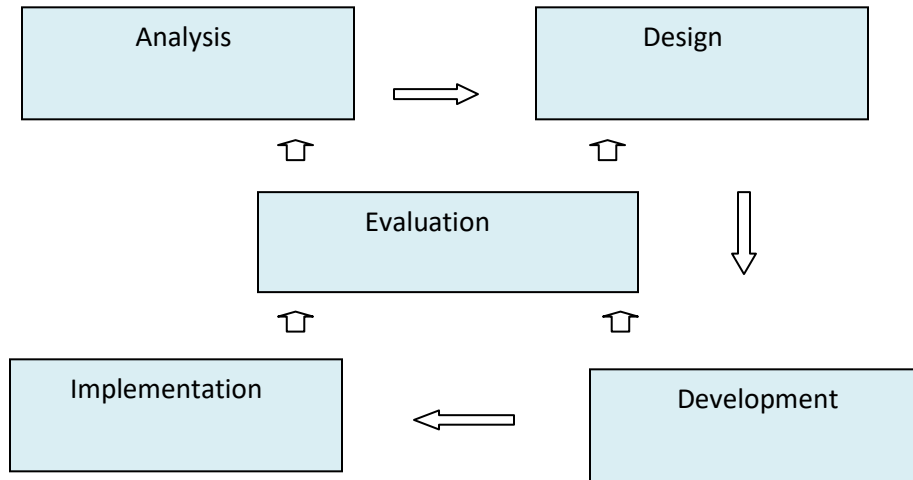 Analysis
Design
Evaluation
Implementation
Development